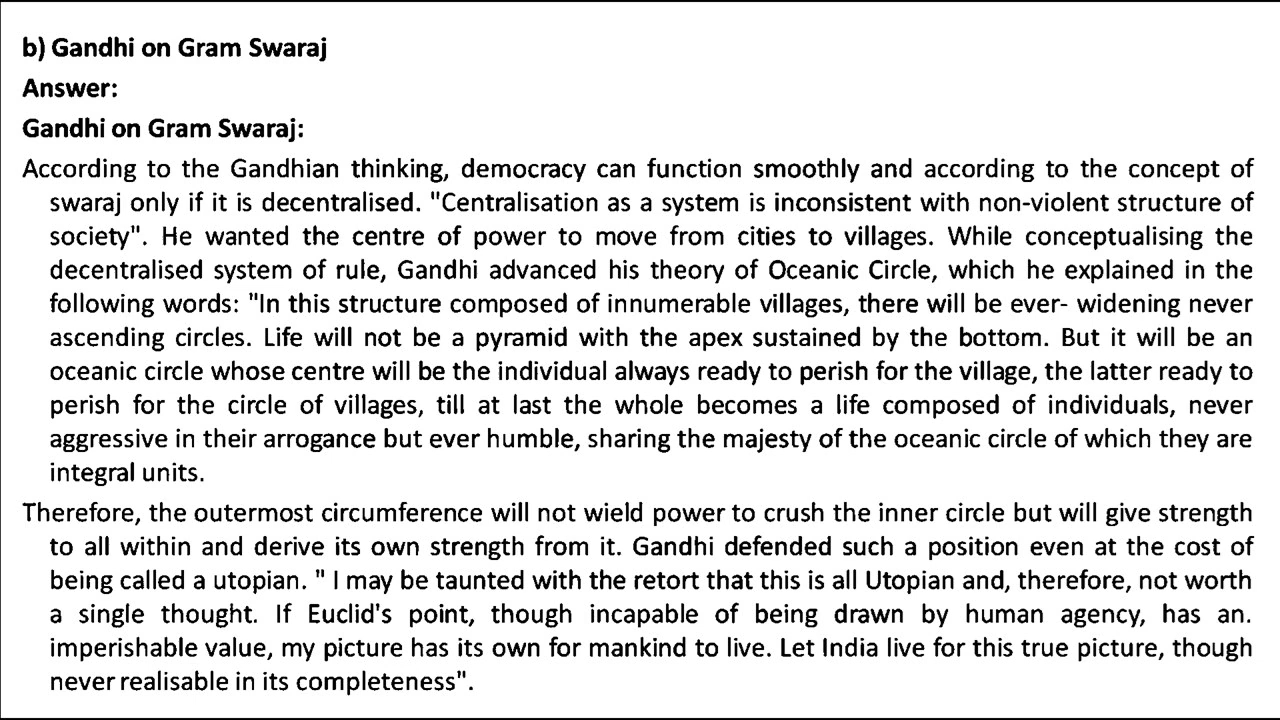 b) Gandhi on Gram Swaraj
Answer:
Gandhi on Gram Swaraj:
According to the Gandhian thinking, democracy can function smoothly and according to the concept of
swaraj only if it is decentralised. "Centralisation as a system is inconsistent with non-violent structure of
society". He wanted the centre of power to move from cities to villages. While conceptualising the
decentralised system of rule, Gandhi advanced his theory of Oceanic Circle, which he explained in the
following words: "In this structure composed of innumerable villages, there will be ever- widening never
ascending circles. Life will not be a pyramid with the apex sustained by the bottom. But it will be an
oceanic circle whose centre will be the individual always ready to perish for the village, the latter ready to
perish for the circle of villages, till at last the whole becomes a life composed of individuals, never
aggressive in their arrogance but ever humble, sharing the majesty of the oceanic circle of which they are
integral units.
Therefore, the outermost circumference will not wield power to crush the inner circle but will give strength
to all within and derive its own strength from it. Gandhi defended such a position even at the cost of
being called a utopian. " I may be taunted with the retort that this is all Utopian and, therefore, not worth
a single thought. If Euclid's point, though incapable of being drawn by human agency, has an.
imperishable value, my picture has its own for mankind to live. Let India live for this true picture, though
never realisable in its completeness".